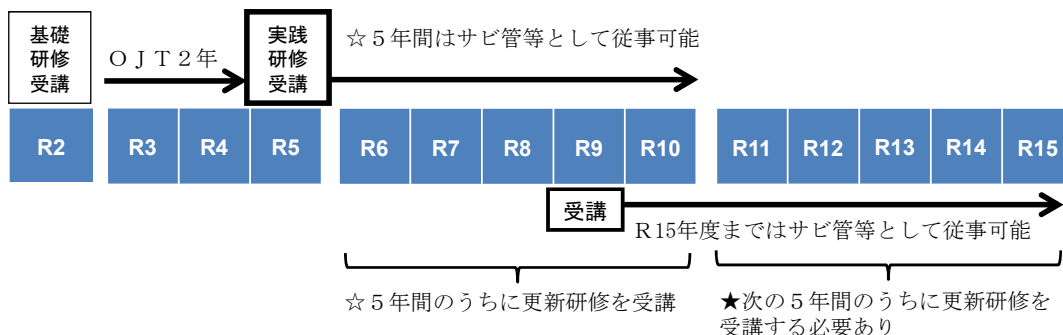 基礎
研修
受講
ＯＪＴ２年
実践
研修
受講
☆５年間はサビ管等として従事可能
R2 R3 R4 R5 R6 R7 R8 R9 R10 R11 R12 R13 R14 R15
受講
Ｒ15年度まではサビ管等として従事可能
☆５年間のうちに更新研修を受講
★次の５年間のうちに更新研修を
受講する必要あり